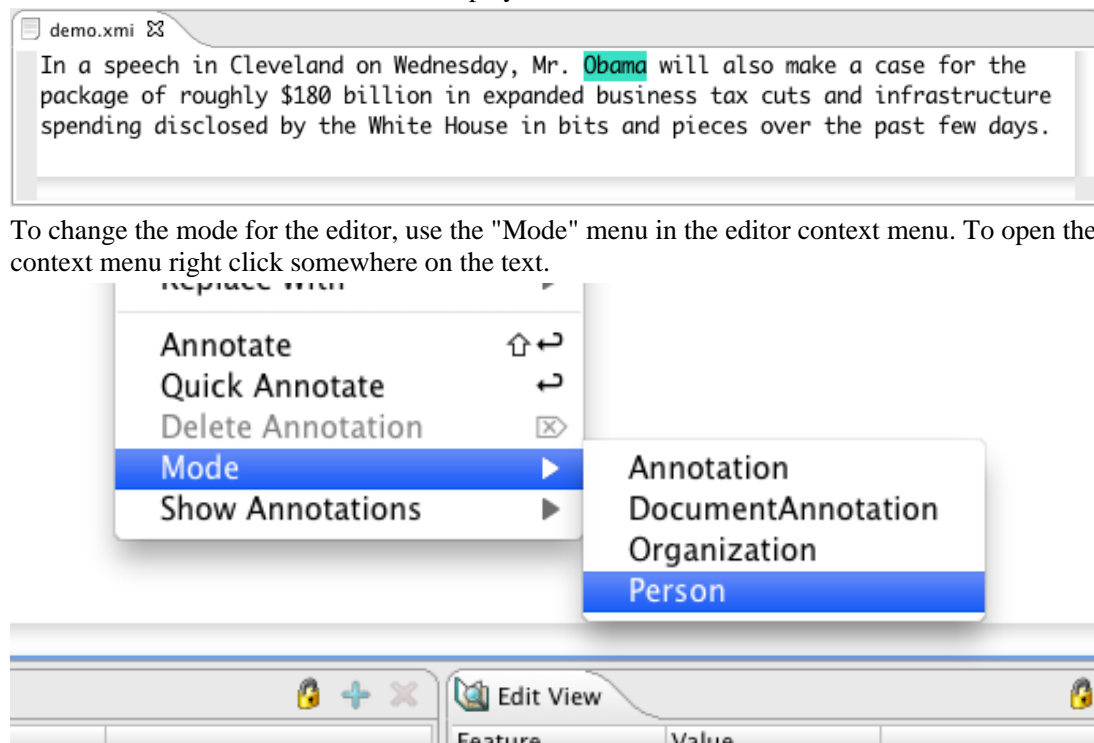 demo.xmi
In a speech in Cleveland on Wednesday, Mr. Obama will also make a case for the
package of roughly $180 billion in expanded business tax cuts and infrastructure
spending disclosed by the White House in bits and pieces over the past few days.
To change the mode for the editor, use the "Mode" menu in the editor context menu. To open the
context menu right click somewhere on the text.
Replace With
Annotate
Quick Annotate
Delete Annotation
Mode
Show Annotations
Annotation
DocumentAnnotation
Organization
Person
Edit View
Feature Value